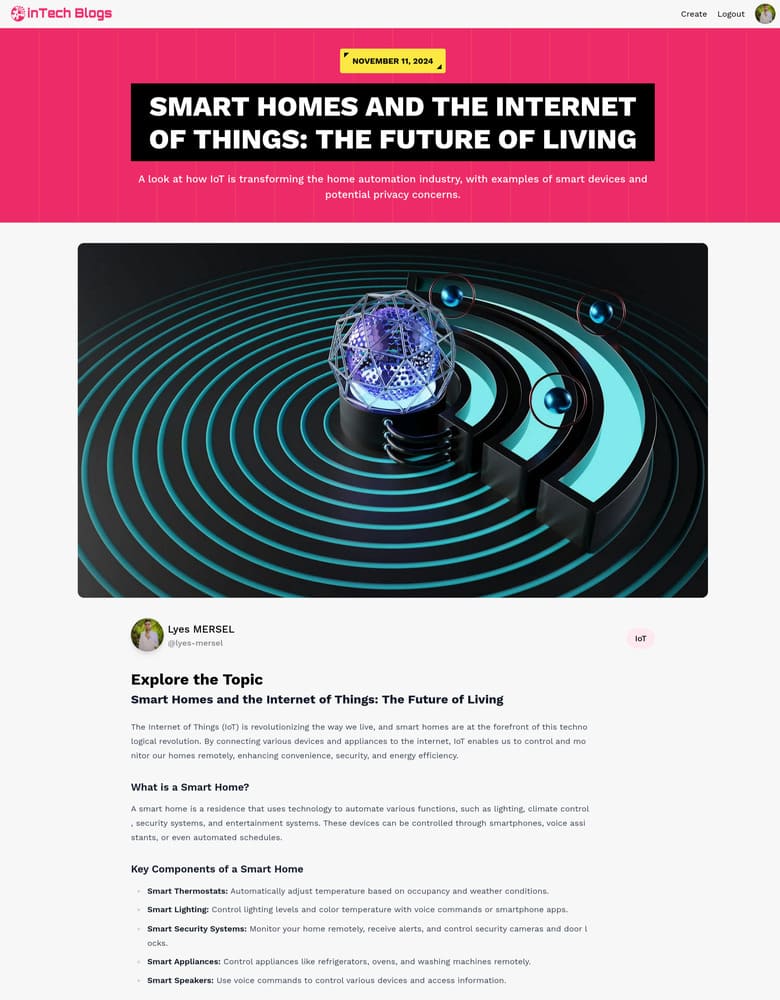 inTech Blogs
Create Logout
NOVEMBER 11, 2024
SMART HOMES AND THE INTERNET
OF THINGS: THE FUTURE OF LIVING
A look at how IoT is transforming the home automation industry, with examples of smart devices and
potential privacy concerns.
Lyes MERSEL
@lyes-mersel
IoT
Explore the Topic
Smart Homes and the Internet of Things: The Future of Living
The Internet of Things (IoT) is revolutionizing the way we live, and smart homes are at the forefront of this techno
logical revolution. By connecting various devices and appliances to the internet, IoT enables us to control and mo
nitor our homes remotely, enhancing convenience, security, and energy efficiency.
What is a Smart Home?
A smart home is a residence that uses technology to automate various functions, such as lighting, climate control
, security systems, and entertainment systems. These devices can be controlled through smartphones, voice assi
stants, or even automated schedules.
Key Components of a Smart Home
Smart Thermostats: Automatically adjust temperature based on occupancy and weather conditions.
Smart Lighting: Control lighting levels and color temperature with voice commands or smartphone apps.
Smart Security Systems: Monitor your home remotely, receive alerts, and control security cameras and door l
ocks.
Smart Appliances: Control appliances like refrigerators, ovens, and washing machines remotely.
Smart Speakers: Use voice commands to control various devices and access information.